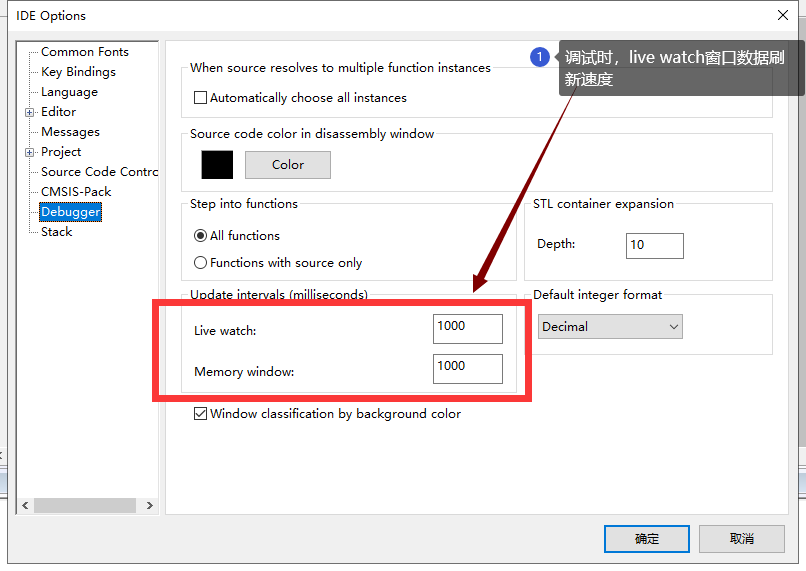 IDE Options
Common Fonts
Key Bindings
Language
Editor
Messages
Project
Source Code Contro
CMSIS-Pack
Debugger
Stack
When source resolves to multiple function instances
Automatically choose all instances
1
调试时，live watch窗口数据刷
新速度
Source code color in disassembly window
Color
Step into functions
All functions
Functions with source only
STL container expansion
Depth:
10
Update intervals (milliseconds)
Live watch:
1000
Memory window:
1000
Default integer format
Decimal
Window classification by background color
确定
取消